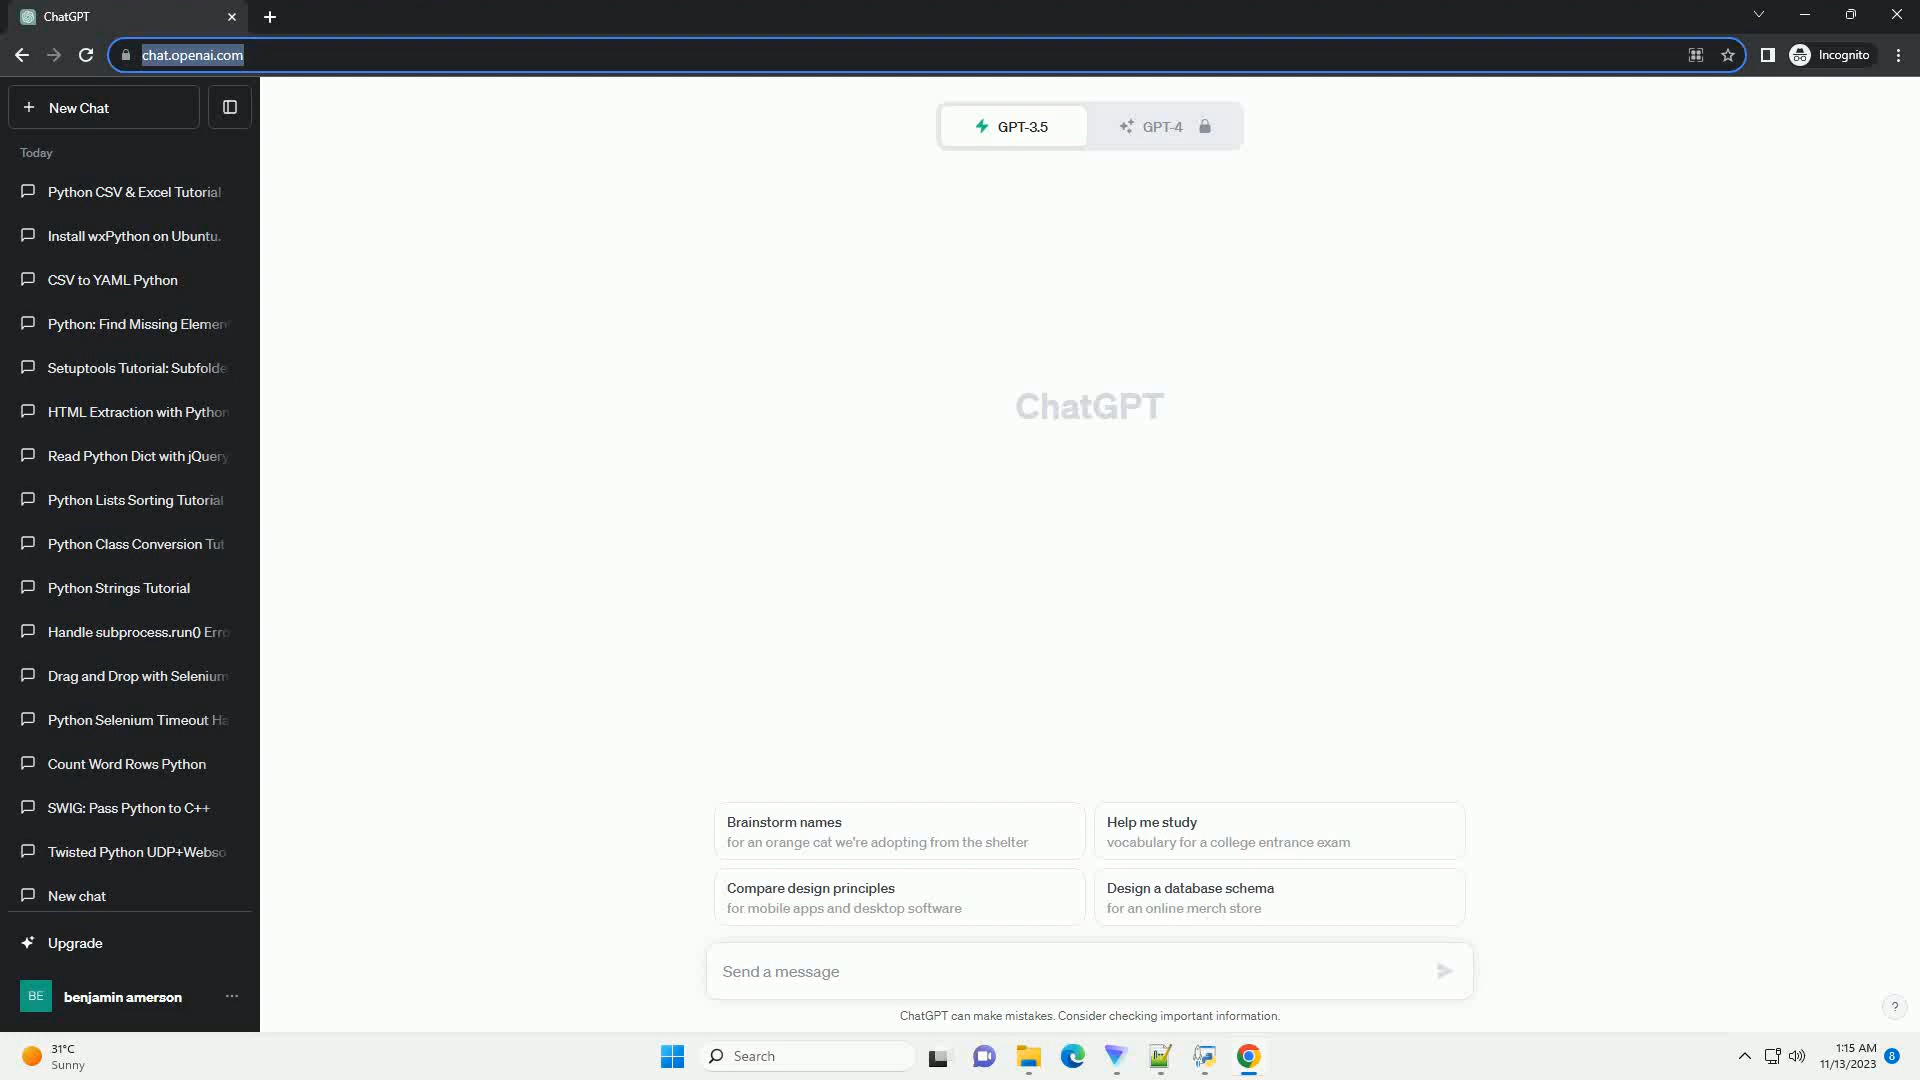 ChatGPT
chat.openai.com
Incognito
New Chat
GPT-3.5
GPT-4
Today
Python CSV & Excel Tutorial
Install wxPython on Ubuntu.
CSV to YAML Python
Python: Find Missing Elemen
Setuptools Tutorial: Subfolde
HTML Extraction with Python
Read Python Dict with jQuery
Python Lists Sorting Tutorial
Python Class Conversion Tut
Python Strings Tutorial
Handle subprocess.run() Erro
Drag and Drop with Selenium
Python Selenium Timeout Ha
Count Word Rows Python
SWIG: Pass Python to C++
Twisted Python UDP+Webso
New chat
Upgrade
BE
benjamin amerson
ChatGPT
Brainstorm names
for an orange cat we're adopting from the shelter
Help me study
vocabulary for a college entrance exam
Compare design principles
for mobile apps and desktop software
Design a database schema
for an online merch store
Send a message
ChatGPT can make mistakes. Consider checking important information.
?
31°C
Sunny
Search
1:15 AM
11/13/2023
8